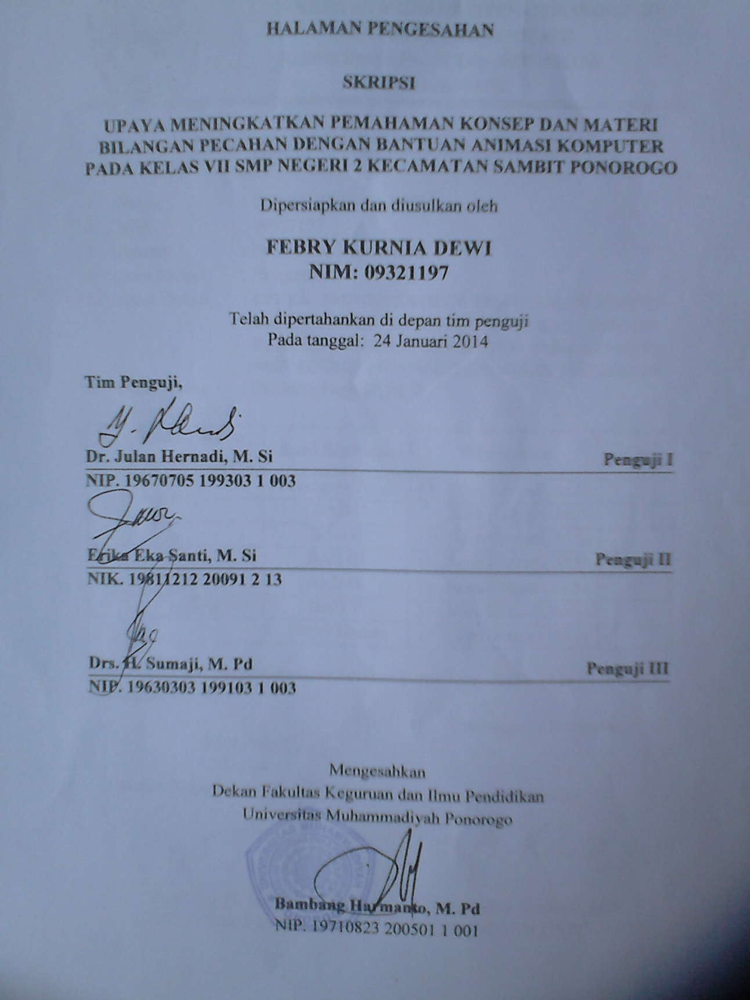 HALAMAN PENGESAHAN
SKRIPSI
UPAYA MENINGKATKAN PEMAHAMAN KONSEP DAN MATERI
BILANGAN PECAHAN DENGAN BANTUAN ANIMASI KOMPUTER
PADA KELAS VII SMP NEGERI 2 KECAMATAN SAMBIT PONOROGO
Dipersiapkan dan diusulkan oleh
FEBRY KURNIA DEWI
NIM: 09321197
Telah dipertahankan di depan tim penguji
Pada tanggal: 24 Januari 2014
Tim Penguji,
Dr. Julan Hernadi, M. Si Penguji I
NIP. 19670705 199303 1 003
Erika Eka Santi, M. Si Penguji II
NIK. 19811212 20091 2 13
Drs. H. Sumaji, M. Pd Penguji III
NIP. 19630303 199103 1 003
Mengesahkan
Dekan Fakultas Keguruan dan Ilmu Pendidikan
Universitas Muhammadiyah Ponorogo
Bambang Harmanto, M. Pd
NIP. 19710823 200501 1 001